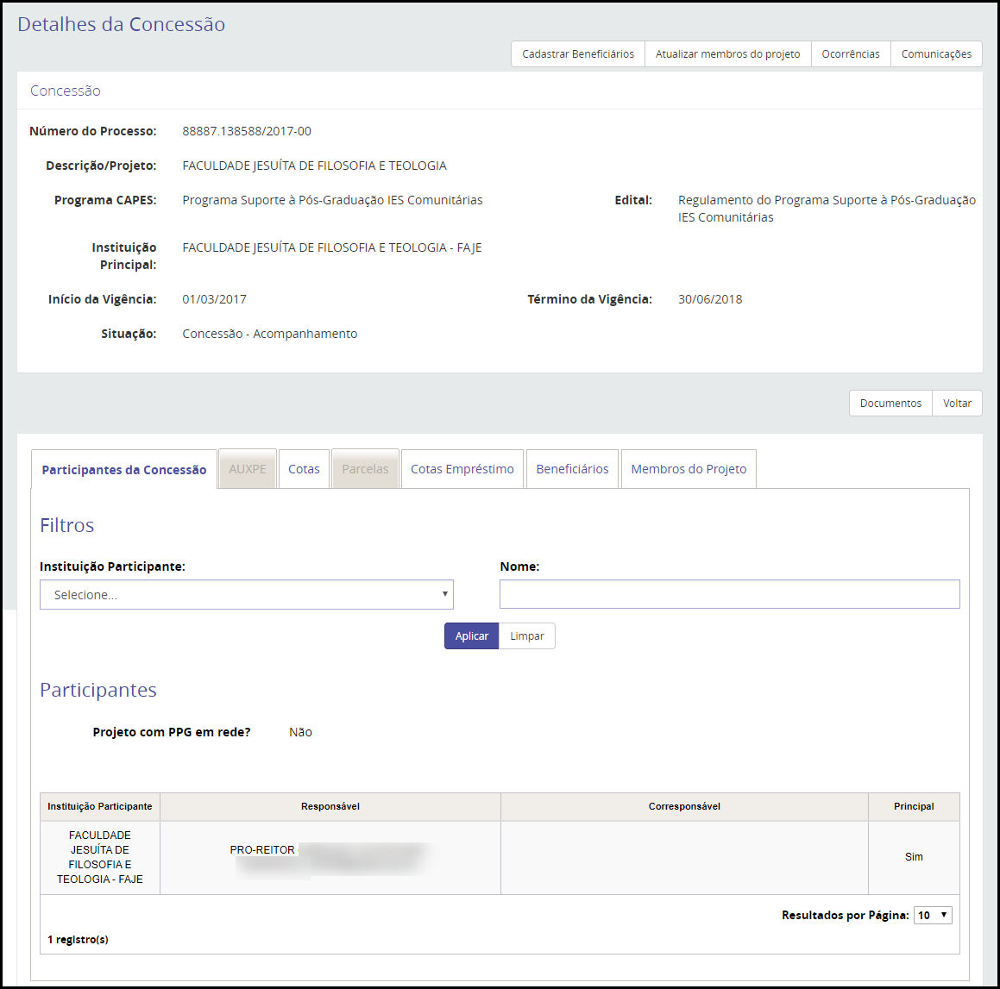 Detalhes da Concessão
Cadastrar Beneficiários Atualizar membros do projeto Ocorrências Comunicações
Concessão
Número do Processo: 88887.138588/2017-00
Descrição/Projeto: FACULDADE JESUÍTA DE FILOSOFIA E TEOLOGIA
Programa CAPES: Programa Suporte à Pós-Graduação IES Comunitárias
Edital: Regulamento do Programa Suporte à Pós-Graduação
IES Comunitárias
Instituição
Principal:
FACULDADE JESUÍTA DE FILOSOFIA E TEOLOGIA - FAJE
Início da Vigência: 01/03/2017
Término da Vigência: 30/06/2018
Situação: Concessão - Acompanhamento
Documentos Voltar
Participantes da Concessão AUXPE Cotas Parcelas Cotas Empréstimo Beneficiários Membros do Projeto
Filtros
Instituição Participante: Nome:
Selecione...
Aplicar Limpar
Participantes
Projeto com PPG em rede? Não
Instituição Participante Responsável Corresponsável Principal
FACULDADE
JESUÍTA DE
FILOSOFIA E
TEOLOGIA - FAJE
PRO-REITOR
Sim
Resultados por Página: 10
1 registro(s)